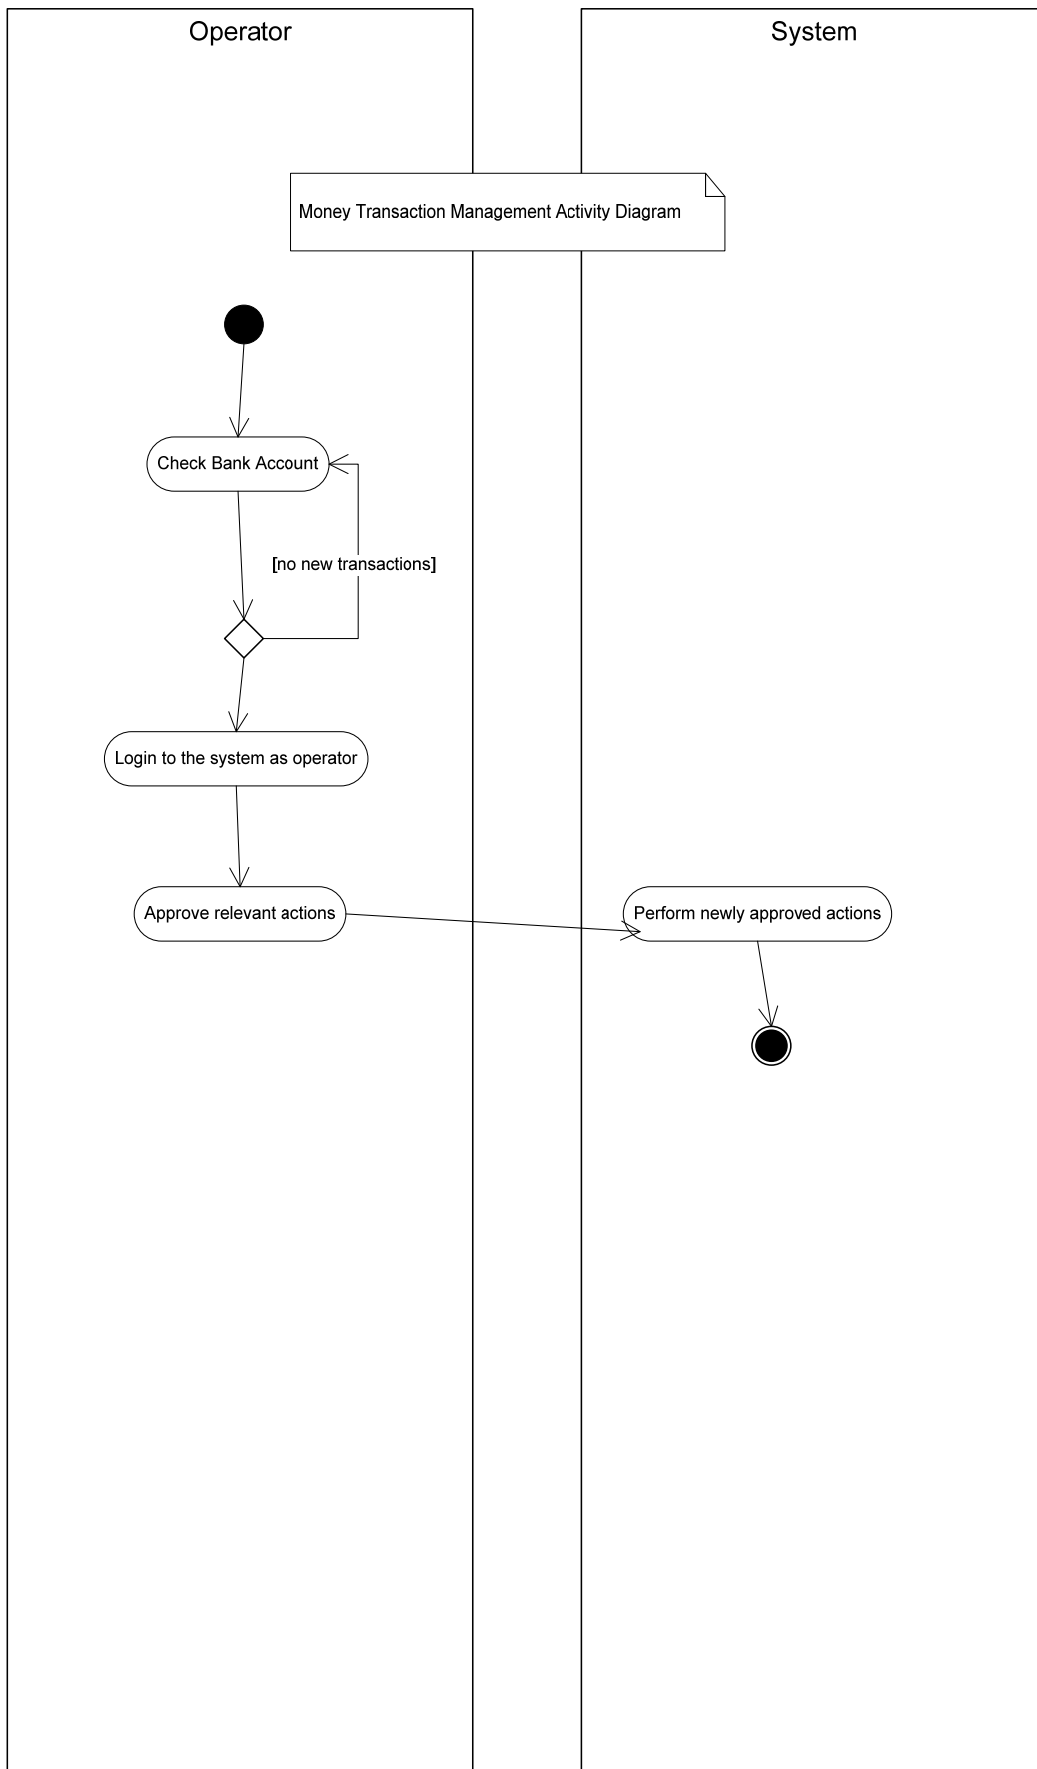 Operator
System
Money Transaction Management Activity Diagram
Check Bank Account
[no new transactions]
Login to the system as operator
Approve relevant actions
Perform newly approved actions